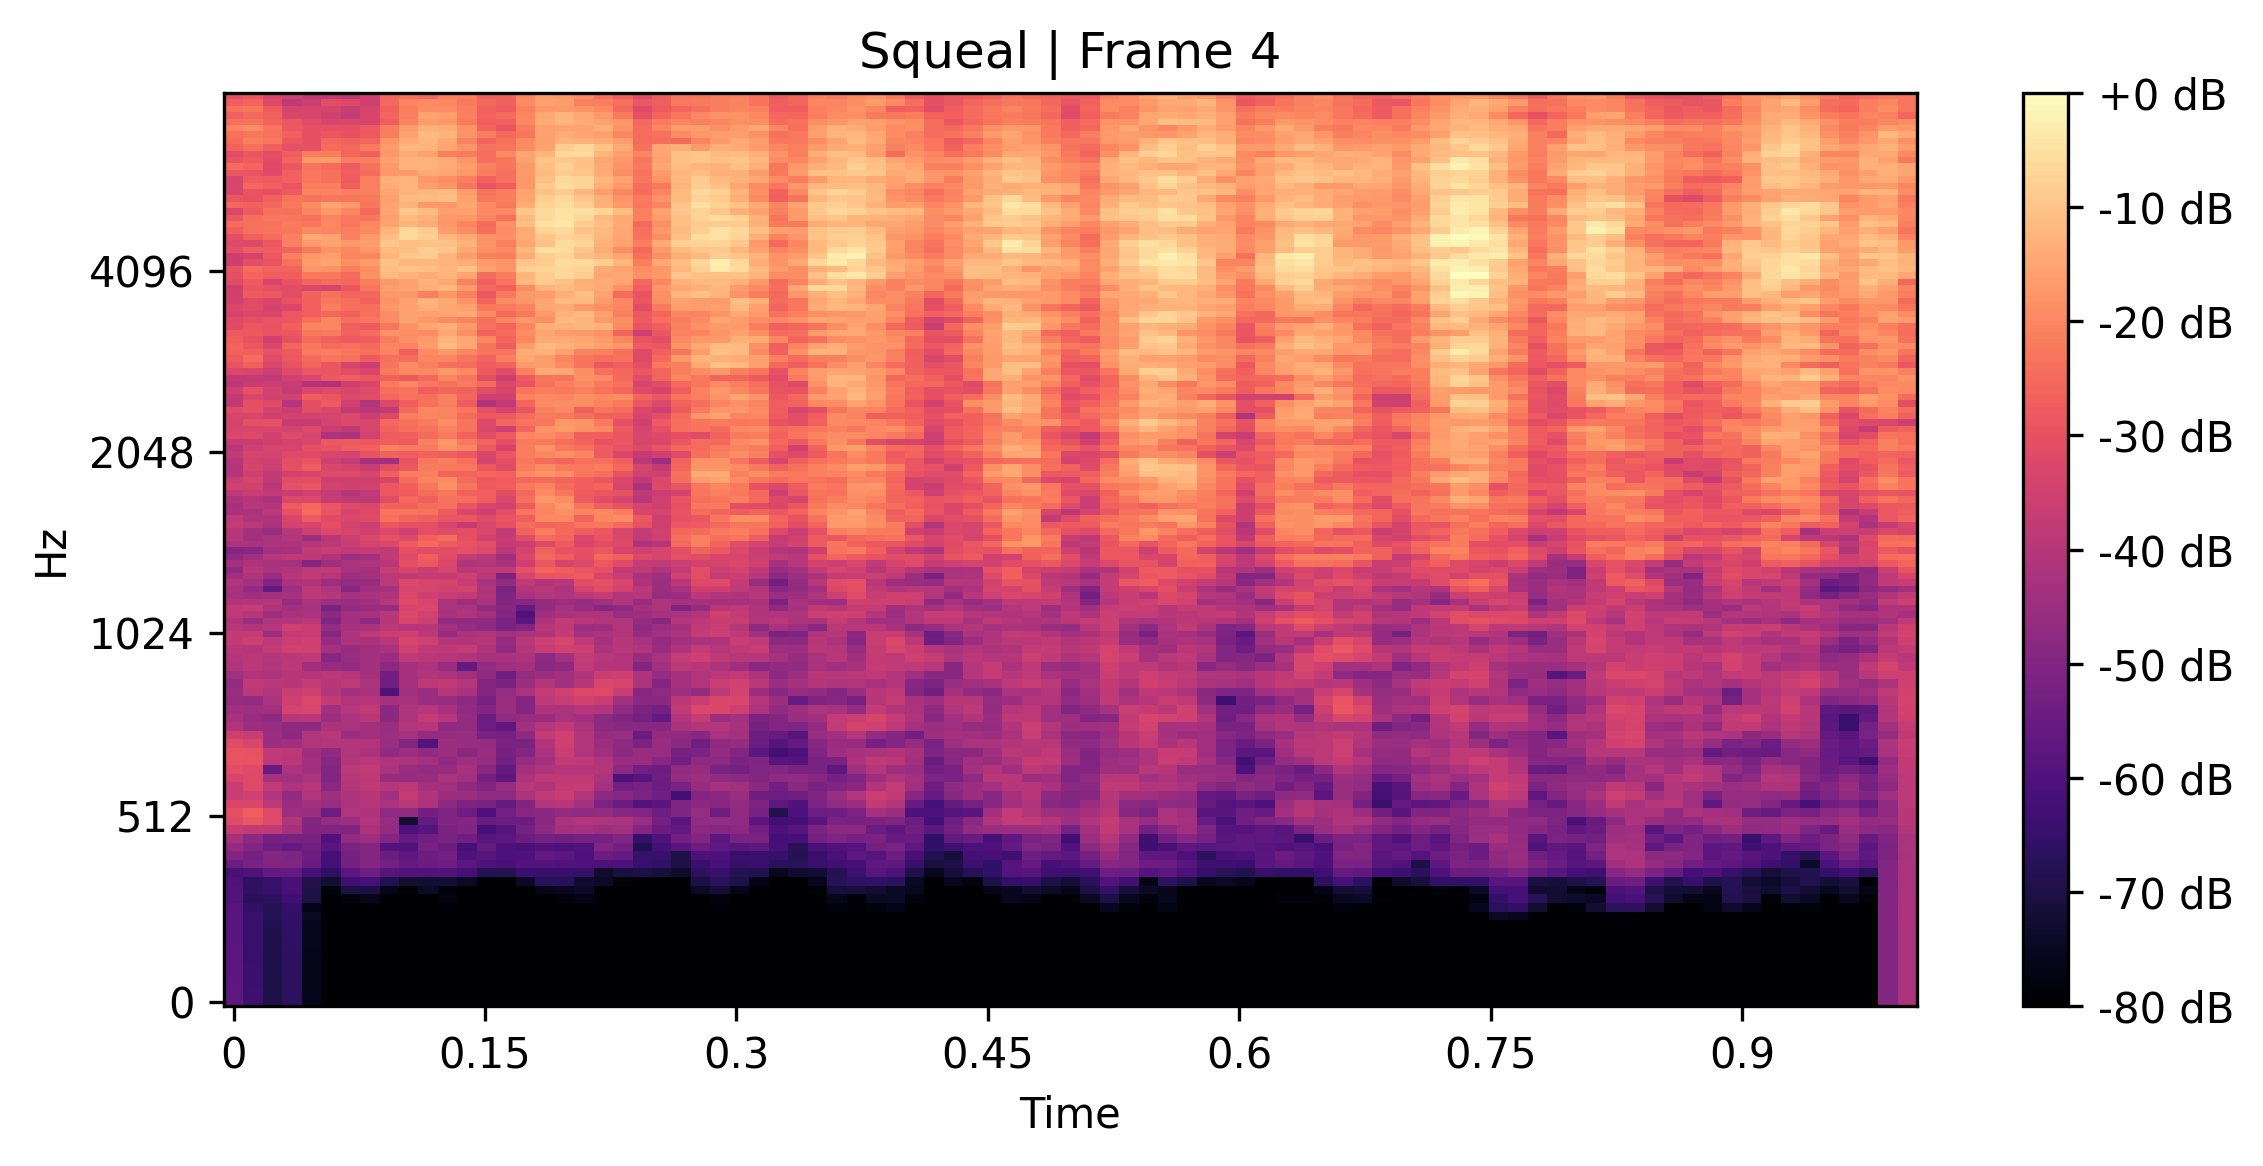 Squeal | Frame 4
+0 dB
-10 dB
-20 dB
-30 dB
-40 dB
-50 dB
-60 dB
-70 dB
-80 dB
Hz
4096
2048
1024
512
0
0 0.15 0.3 0.45 0.6 0.75 0.9
Time